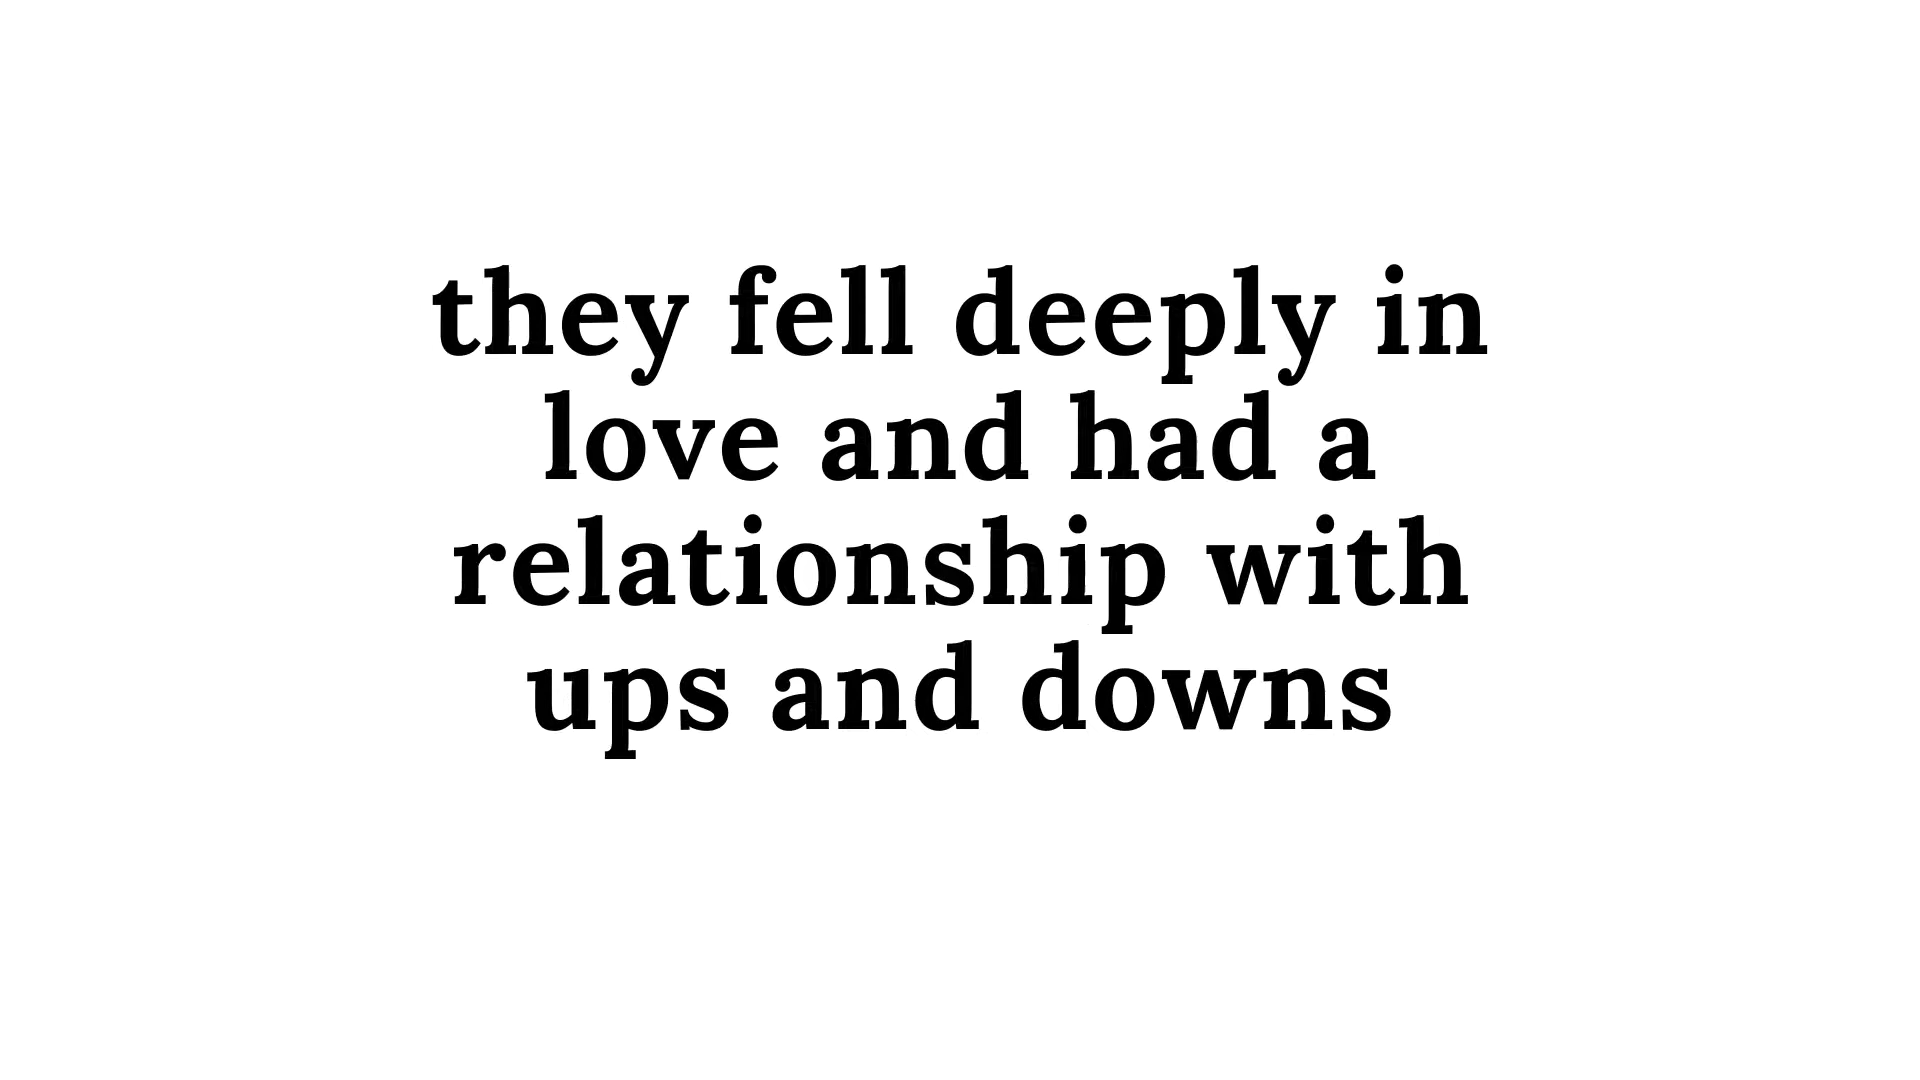 they fell deeply in
love and had a
relationship with
ups and downs